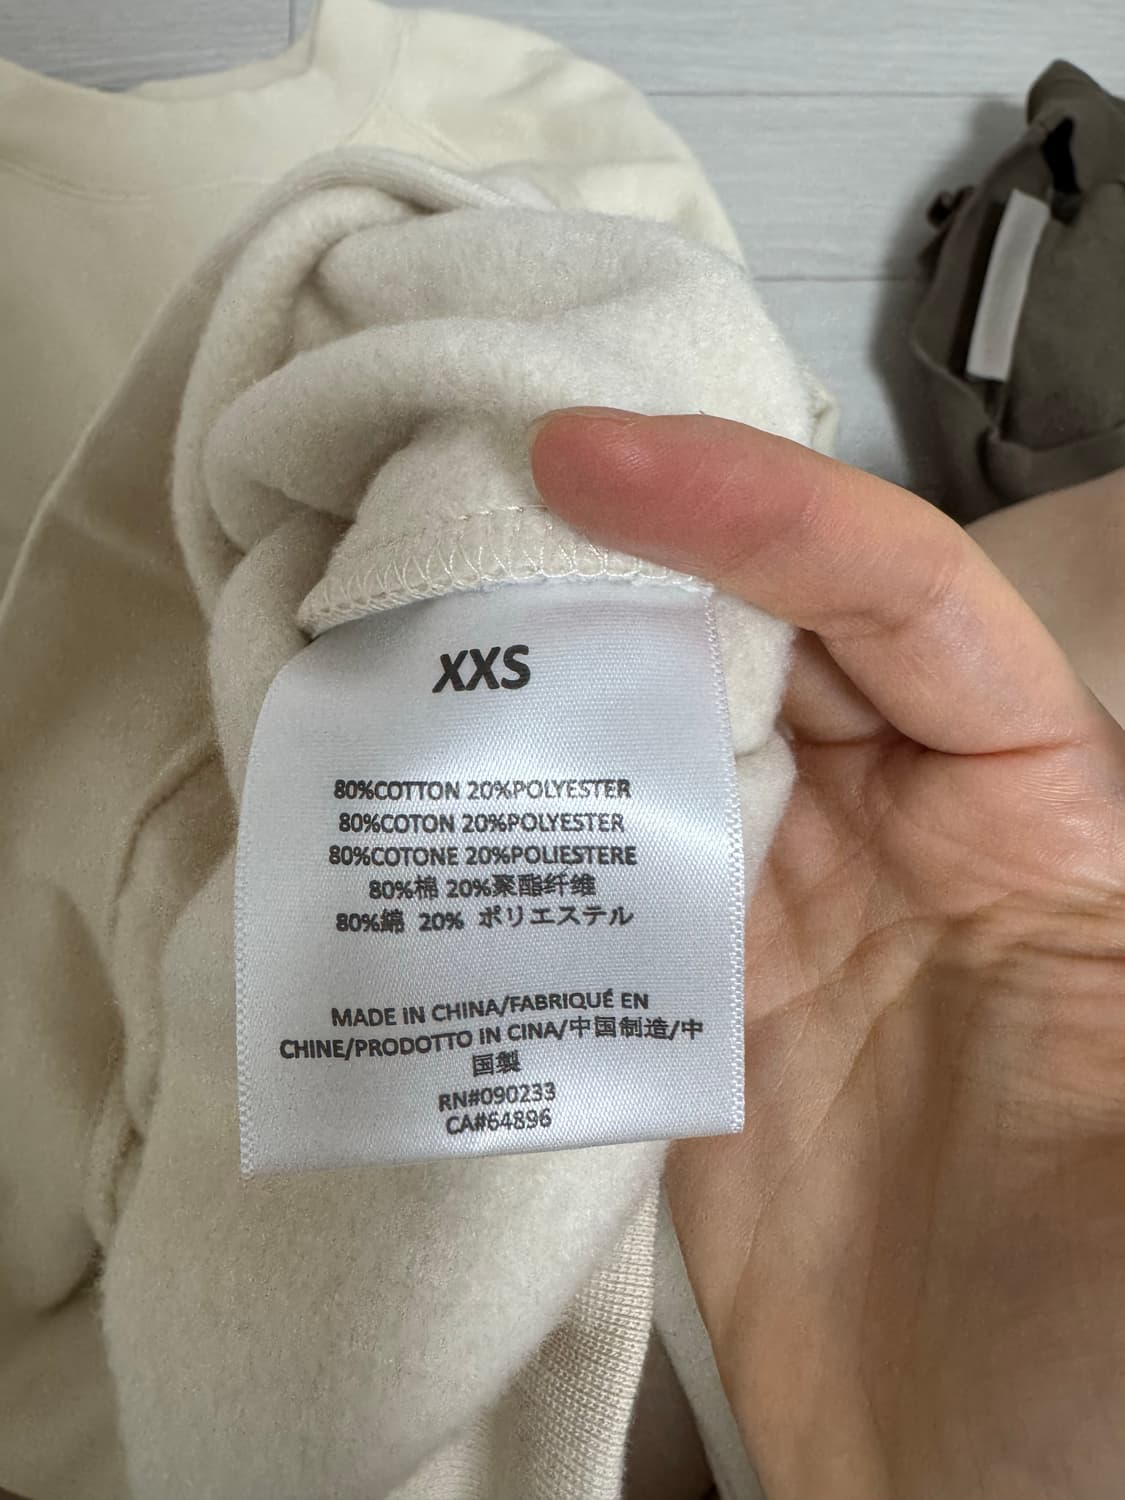 XXS
80%COTTON 20%POLYESTER
80%COTON 20%POLYESTER
80%COTONE 20%POLIESTERE
80%棉 20%聚酯纤维
80%綿 20% ポリエステル
MADE IN CHINA/FABRIQUÉ EN
CHINE/PRODOTTO IN CINA/中国制造/中
国製
RN#090233
CA#64896